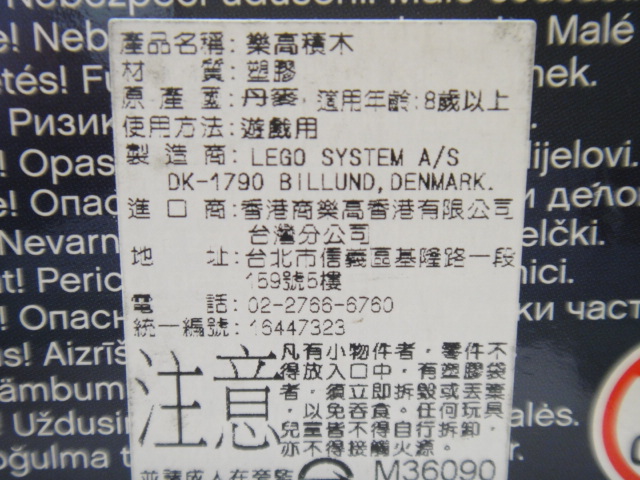 產品名稱:樂高積木
材質:塑膠
原產國:丹麥, 適用年齡:8歲以上
使用方法:遊戲用
製造商:LEGO SYSTEM A/S
DK-1790 BILLUND, DENMARK.
進口商:香港商樂高香港有限公司
台灣分公司
地址:台北市信義區基隆路一段
159號5樓
電話:02-2766-6760
統一編號:16447323
注意
凡有小物件者,零件不
得放入口中,有塑膠袋
者,須立即拆毀或丟棄
,以免吞食。任何玩具
兒童皆不得自行拆卸,
亦不得接觸火源。
M36090
! Neb
Malé
etés! F
nek.
Ризик
! Opas
ijelovi.
! Опас
и делов
Nevarn
elčki.
! Peric
nici.
! Опасн
ки част
! Aizrīš
āmbum
! Uždusi
alēs.
oğulma t